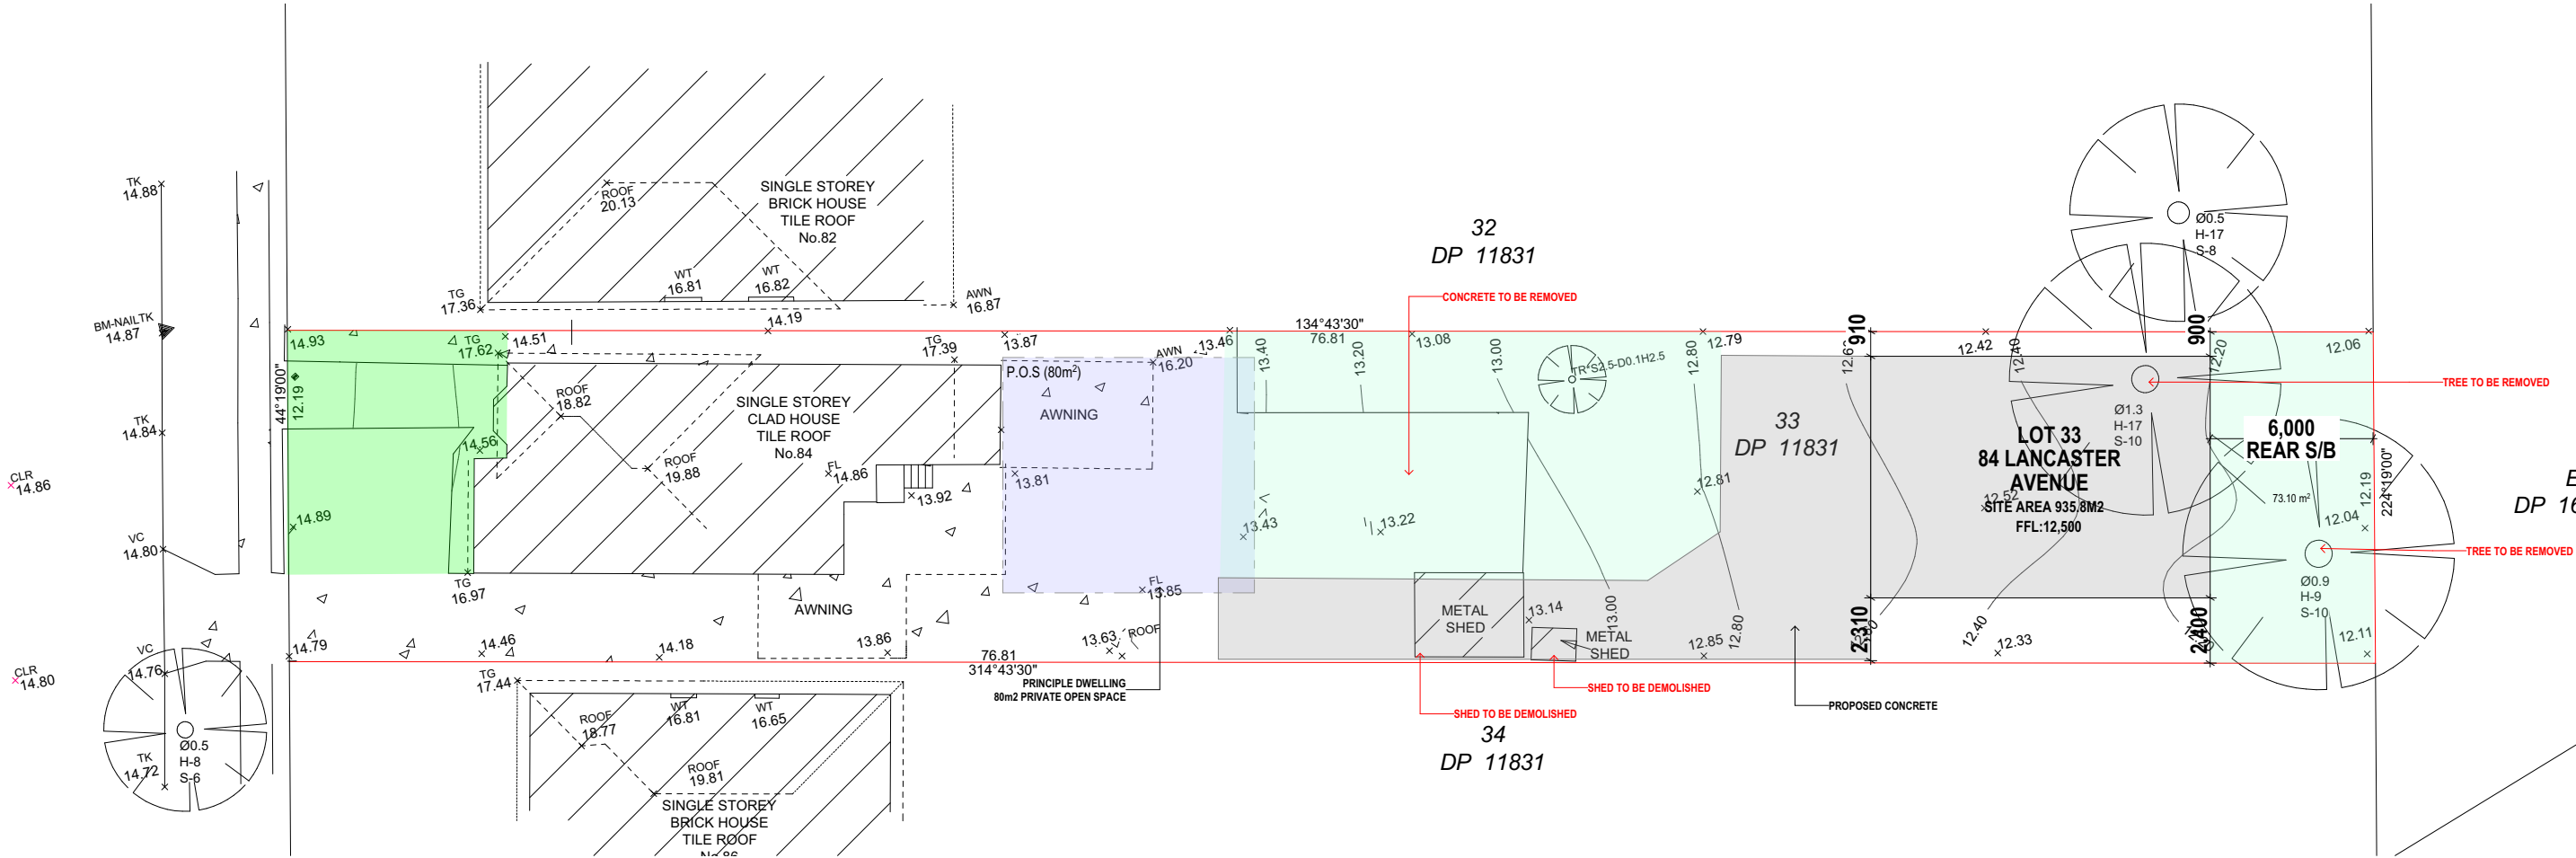 TK
14.88
BM-NAILTK
14.87
TK
14.84
CLR
14.86
VC
14.80
VC
14.76
CLR
14.80
TK
14.72
Ø0.5
H-8
S-6
SINGLE STOREY
BRICK HOUSE
TILE ROOF
No.82
ROOF
20.13
WT
16.81
WT
16.82
TG
17.36
AWN
16.87
14.93
TG
17.62
14.51
14.19
TG
17.39
13.87
AWN
16.20
13.46
44°19'00"
12.19
14.56
14.89
ROOF
18.82
ROOF
19.88
SINGLE STOREY
CLAD HOUSE
TILE ROOF
No.84
FL
14.86
13.92
P.O.S (80m²)
AWNING
13.81
FL
13.85
TG
16.97
AWNING
14.79
14.46
14.18
13.86
13.63
ROOF
76.81
314°43'30"
PRINCIPLE DWELLING
80m2 PRIVATE OPEN SPACE
TG
17.44
ROOF
18.77
WT
16.81
WT
16.65
ROOF
19.81
SINGLE STOREY
BRICK HOUSE
TILE ROOF
No.86
32
DP 11831
CONCRETE TO BE REMOVED
134°43'30"
76.81
13.40
13.20
13.08
13.00
TR*S2.5-D0.1H2.5
12.80
12.79
13.43
13.22
12.81
33
DP 11831
METAL
SHED
13.14
METAL
SHED
13.00
12.85
12.80
SHED TO BE DEMOLISHED
SHED TO BE DEMOLISHED
34
DP 11831
PROPOSED CONCRETE
910
900
12.42
12.40
12.20
12.06
Ø0.5
H-17
S-8
Ø1.3
H-17
S-10
LOT 33
84 LANCASTER
AVENUE
12.52
SITE AREA 935.8M2
FFL:12,500
6,000
REAR S/B
73.10 m²
12.19
224°19'00"
12.04
TREE TO BE REMOVED
TREE TO BE REMOVED
Ø0.9
H-9
S-10
12.11
2,310
12.40
12.33
2,400
DP 16